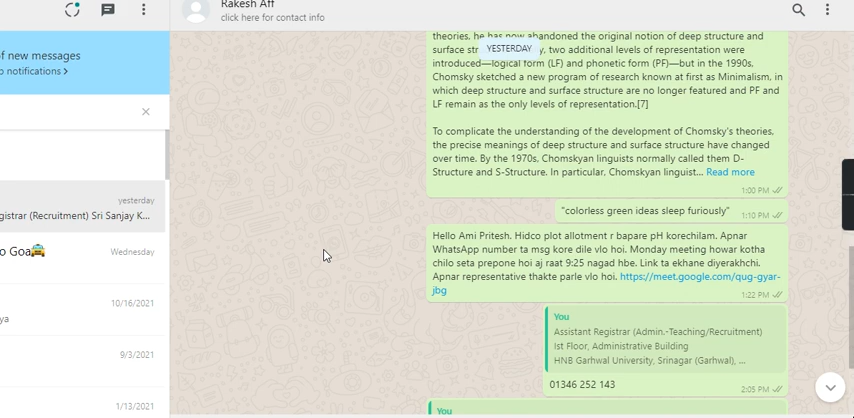 Rakesh Aff
click here for contact info
of new messages
notifications >
yesterday
gistrar (Recruitment) Sri Sanjay K...
o Goa🚖
Wednesday
10/16/2021
ya
9/3/2021
1/13/2021
YESTERDAY
theories, he has now abandoned the original notion of deep structure and
two additional levels of representation were
introduced—logical form (LF) and phonetic form (PF)—but in the 1990s,
Chomsky sketched a new program of research known at first as Minimalism, in
which deep structure and surface structure are no longer featured and PF and
LF remain as the only levels of representation.[7]
To complicate the understanding of the development of Chomsky's theories,
the precise meanings of deep structure and surface structure have changed
over time. By the 1970s, Chomskyan linguists normally called them D-
Structure and S-Structure. In particular, Chomskyan linguist... Read more
1:00 PM
"colorless green ideas sleep furiously" 1:10 PM
Hello Ami Pritesh. Hidco plot allotment r bapare pH korechilam. Apnar
WhatsApp number ta msg kore dile vlo hoi. Monday meeting howar kotha
chilo seta prepone hoi aj raat 9:25 nagad hbe. Link ta ekhane diyerakhchi.
Apnar representative thakte parle vlo hoi. https://meet.google.com/qug-gyar-
jbg 1:22 PM
You
Assistant Registrar (Admin.-Teaching/Recruitment)
Ist Floor, Administrative Building
HNB Garhwal University, Srinagar (Garhwal), ...
01346 252 143 2:05 PM
You